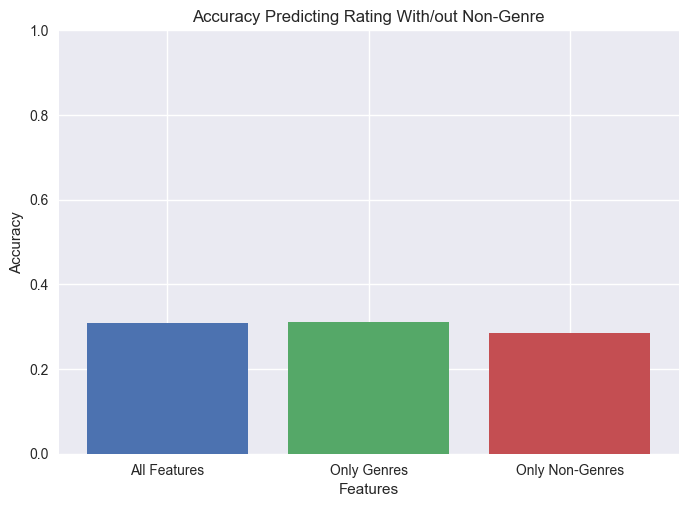 Accuracy Predicting Rating With/out Non-Genre
1.0
0.8
0.6
0.4
0.2
0.0
Accuracy
All Features Only Genres Only Non-Genres
Features